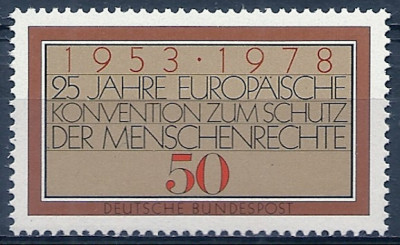 1953·1978
25 JAHRE EUROPÄISCHE
KONVENTION ZUM SCHUTZ
DER MENSCHENRECHTE
50
DEUTSCHE BUNDESPOST